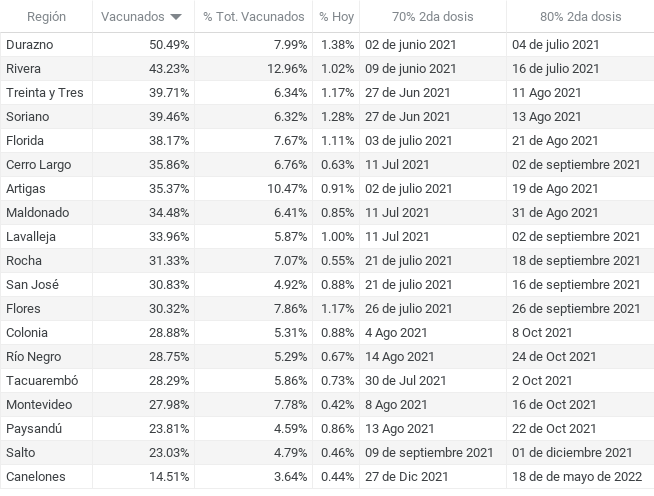 Región Vacunados % Tot. Vacunados % Hoy 70% 2da dosis 80% 2da dosis
Durazno 50.49% 7.99% 1.38% 02 de junio 2021 04 de julio 2021
Rivera 43.23% 12.96% 1.02% 09 de junio 2021 16 de julio 2021
Treinta y Tres 39.71% 6.34% 1.17% 27 de Jun 2021 11 Ago 2021
Soriano 39.46% 6.32% 1.28% 27 de Jun 2021 13 Ago 2021
Florida 38.17% 7.67% 1.11% 03 de julio 2021 21 de Ago 2021
Cerro Largo 35.86% 6.76% 0.63% 11 Jul 2021 02 de septiembre 2021
Artigas 35.37% 10.47% 0.91% 02 de julio 2021 19 de Ago 2021
Maldonado 34.48% 6.41% 0.85% 11 Jul 2021 31 de Ago 2021
Lavalleja 33.96% 5.87% 1.00% 11 Jul 2021 02 de septiembre 2021
Rocha 31.33% 7.07% 0.55% 21 de julio 2021 18 de septiembre 2021
San José 30.83% 4.92% 0.88% 21 de julio 2021 16 de septiembre 2021
Flores 30.32% 7.86% 1.17% 26 de julio 2021 26 de septiembre 2021
Colonia 28.88% 5.31% 0.88% 4 Ago 2021 8 Oct 2021
Río Negro 28.75% 5.29% 0.67% 14 Ago 2021 24 de Oct 2021
Tacuarembó 28.29% 5.86% 0.73% 30 de Jul 2021 2 Oct 2021
Montevideo 27.98% 7.78% 0.42% 8 Ago 2021 16 de Oct 2021
Paysandú 23.81% 4.59% 0.86% 13 Ago 2021 22 de Oct 2021
Salto 23.03% 4.79% 0.46% 09 de septiembre 2021 01 de diciembre 2021
Canelones 14.51% 3.64% 0.44% 27 de Dic 2021 18 de de mayo de 2022